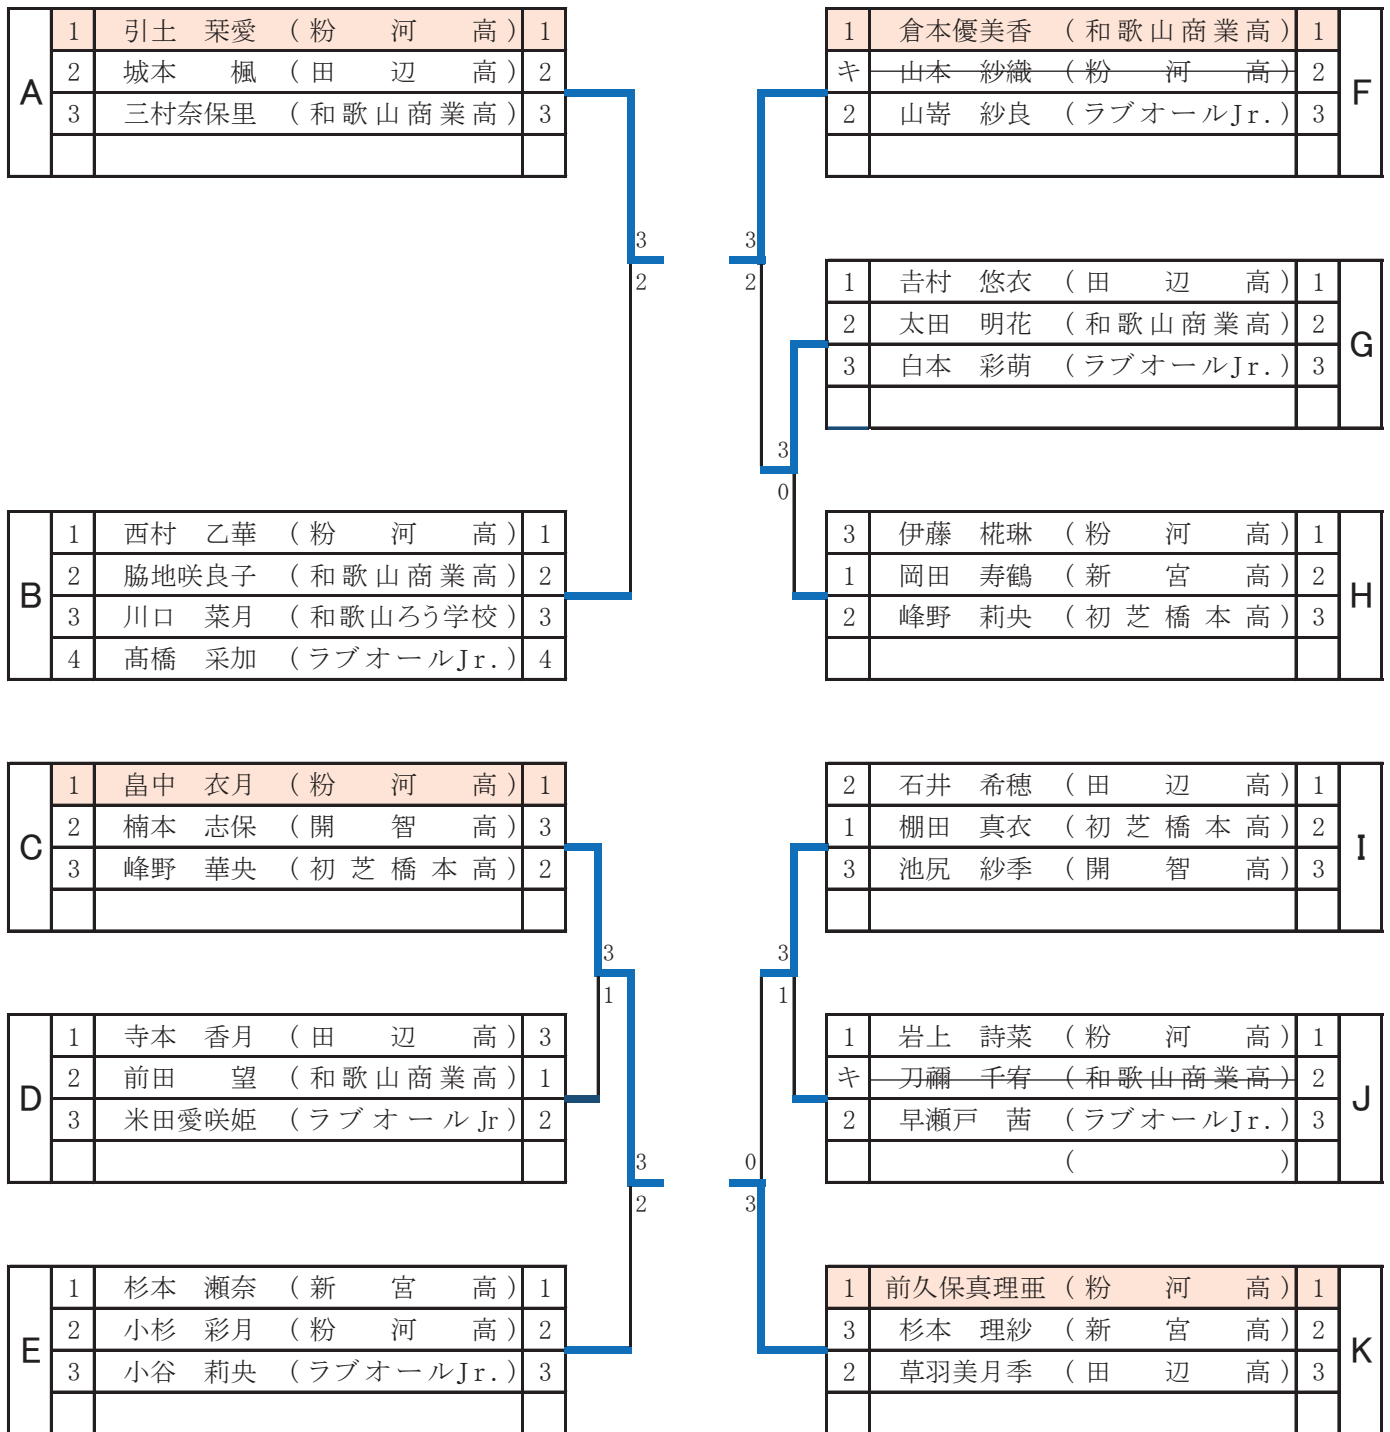 A
1 引土 栞愛 (粉河高) 1
2 城本 楓 (田辺高) 2
3 三村奈保里 (和歌山商業高) 3
3
2
B
1 西村 乙華 (粉河高) 1
2 脇地咲良子 (和歌山商業高) 2
3 川口 菜月 (和歌山ろう学校) 3
4 髙橋 采加 (ラブオールJr.) 4
C
1 畠中 衣月 (粉河高) 1
2 楠本 志保 (開智高) 3
3 峰野 華央 (初芝橋本高) 2
3
1
D
1 寺本 香月 (田辺高) 3
2 前田 望 (和歌山商業高) 1
3 米田愛咲姫 (ラブオールJr) 2
3
2
E
1 杉本 瀬奈 (新宮高) 1
2 小杉 彩月 (粉河高) 2
3 小谷 莉央 (ラブオールJr.) 3
F
1 倉本優美香 (和歌山商業高) 1
キ 山本 紗織 (粉河高) 2
2 山嵜 紗良 (ラブオールJr.) 3
3
2
G
1 吉村 悠衣 (田辺高) 1
2 太田 明花 (和歌山商業高) 2
3 白本 彩萌 (ラブオールJr.) 3
3
0
H
3 伊藤 椛琳 (粉河高) 1
1 岡田 寿鶴 (新宮高) 2
2 峰野 莉央 (初芝橋本高) 3
I
2 石井 希穂 (田辺高) 1
1 棚田 真衣 (初芝橋本高) 2
3 池尻 紗季 (開智高) 3
3
1
J
1 岩上 詩菜 (粉河高) 1
キ 刀禰 千宥 (和歌山商業高) 2
2 早瀬戸 茜 (ラブオールJr.) 3
( )
0
3
K
1 前久保真理亜 (粉河高) 1
3 杉本 理紗 (新宮高) 2
2 草羽美月季 (田辺高) 3